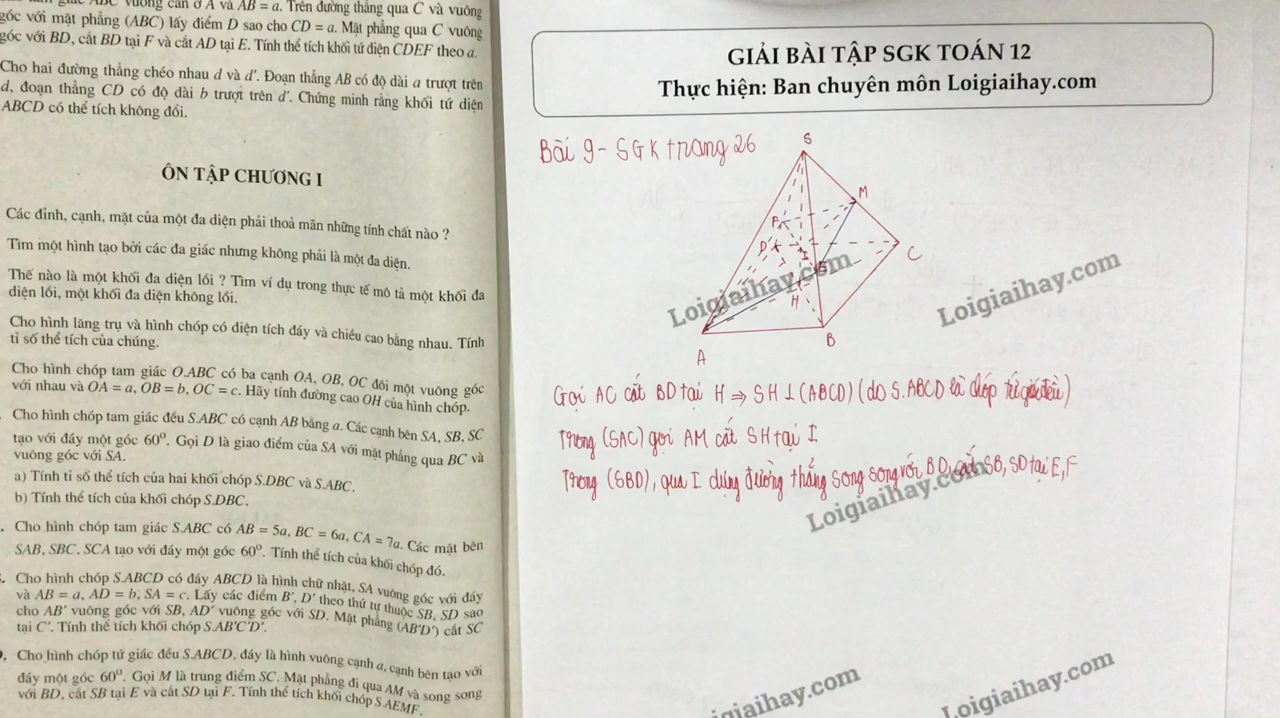 giác ABC vuông cân ở A và AB = a. Trên đường thẳng qua C và vuông
góc với mặt phẳng (ABC) lấy điểm D sao cho CD = a. Mặt phẳng qua C vuông
góc với BD, cắt BD tại F và cắt AD tại E. Tính thể tích khối tứ diện CDEF theo a.
Cho hai đường thẳng chéo nhau d và d'. Đoạn thẳng AB có độ dài a trượt trên
d, đoạn thẳng CD có độ dài b trượt trên d'. Chứng minh rằng khối tứ diện
ABCD có thể tích không đổi.
ÔN TẬP CHƯƠNG I
Các đỉnh, cạnh, mặt của một đa diện phải thoả mãn những tính chất nào ?
Tìm một hình tạo bởi các đa giác nhưng không phải là một đa diện.
Thế nào là một khối đa diện lồi ? Tìm ví dụ trong thực tế mô tả một khối đa
diện lồi, một khối đa diện không lồi.
Cho hình lăng trụ và hình chóp có diện tích đáy và chiều cao bằng nhau. Tính
tỉ số thể tích của chúng.
Cho hình chóp tam giác O.ABC có ba cạnh OA, OB, OC đôi một vuông góc
với nhau và OA = a, OB = b, OC = c. Hãy tính đường cao OH của hình chóp.
Cho hình chóp tam giác đều S.ABC có cạnh AB bằng a. Các cạnh bên SA, SB, SC
tạo với đáy một góc 60°. Gọi D là giao điểm của SA với mặt phẳng qua BC và
vuông góc với SA.
a) Tính tỉ số thể tích của hai khối chóp S.DBC và S.ABC.
b) Tính thể tích của khối chóp S.DBC.
Cho hình chóp tam giác S.ABC có AB = 5a, BC = 6a, CA = 7a. Các mặt bên
SAB, SBC, SCA tạo với đáy một góc 60°. Tính thể tích của khối chóp đó.
Cho hình chóp S.ABCD có đáy ABCD là hình chữ nhật, SA vuông góc với đáy
và AB = a, AD = b, SA = c. Lấy các điểm B', D' theo thứ tự thuộc SB, SD sao
cho AB' vuông góc với SB, AD' vuông góc với SD. Mặt phẳng (AB'D') cắt SC
tại C'. Tính thể tích khối chóp S.AB'C'D'.
Cho hình chóp tứ giác đều S.ABCD, đáy là hình vuông cạnh a, cạnh bên tạo với
đáy một góc 60°. Gọi M là trung điểm SC. Mặt phẳng đi qua AM và song song
với BD, cắt SB tại E và cắt SD tại F. Tính thể tích khối chóp S.AEMF.
GIẢI BÀI TẬP SGK TOÁN 12
Thực hiện: Ban chuyên môn Loigiaihay.com
Bài 9 - SGK trang 26
S
M
F
D
I
E
C
H
A
B
Loigiaihay.com
Loigiaihay.com
Gọi AC cắt BD tại H ⇒ SH ⊥ (ABCD) (do S.ABCD là chóp tứ giác đều)
Trong (SAC) gọi AM cắt SH tại I
Trong (SBD), qua I dựng đường thẳng song song với BD, cắt SB, SD tại E, F
Loigiaihay.com
Loigiaihay.com
Loigiaihay.com